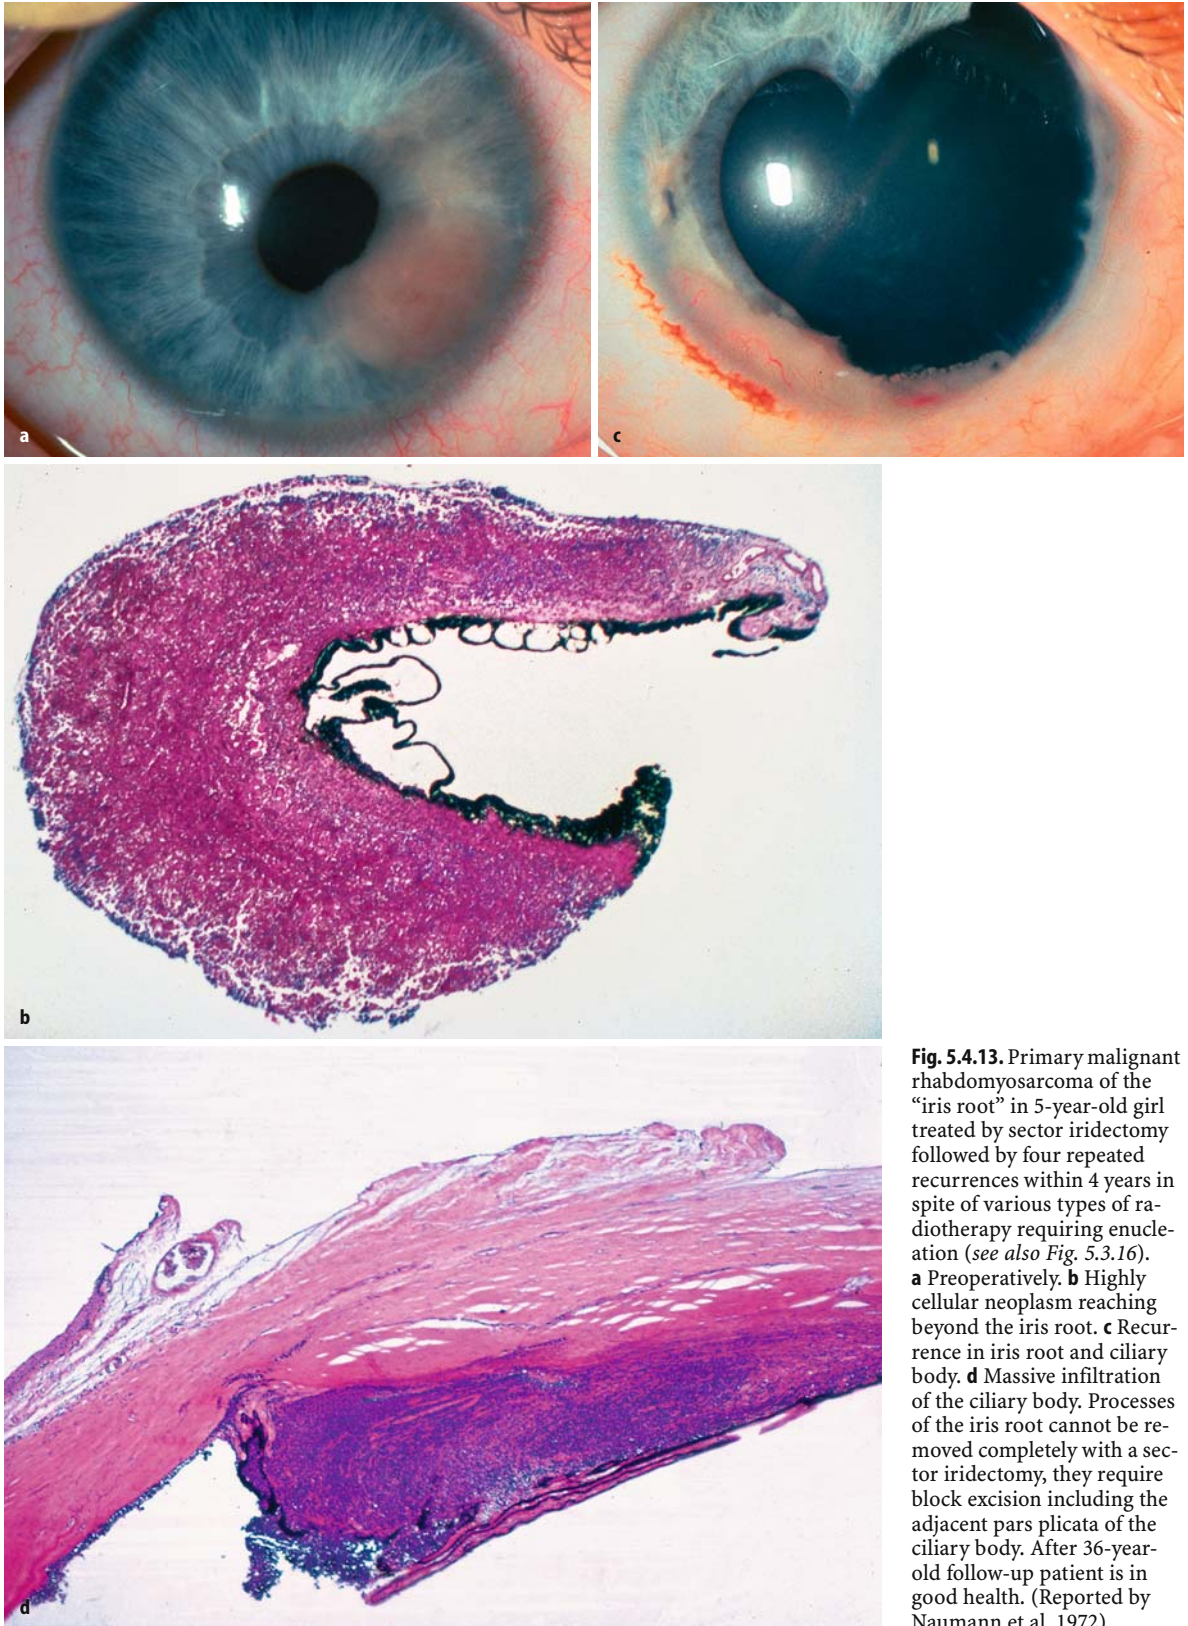 a
c
b
d
Fig. 5.4.13. Primary malignant
rhabdomyosarcoma of the
“iris root” in 5-year-old girl
treated by sector iridectomy
followed by four repeated
recurrences within 4 years in
spite of various types of ra-
diotherapy requiring enucle-
ation (see also Fig. 5.3.16).
a Preoperatively. b Highly
cellular neoplasm reaching
beyond the iris root. c Recur-
rence in iris root and ciliary
body. d Massive infiltration
of the ciliary body. Processes
of the iris root cannot be re-
moved completely with a sec-
tor iridectomy, they require
block excision including the
adjacent pars plicata of the
ciliary body. After 36-year-
old follow-up patient is in
good health. (Reported by
Naumann et al. 1972)